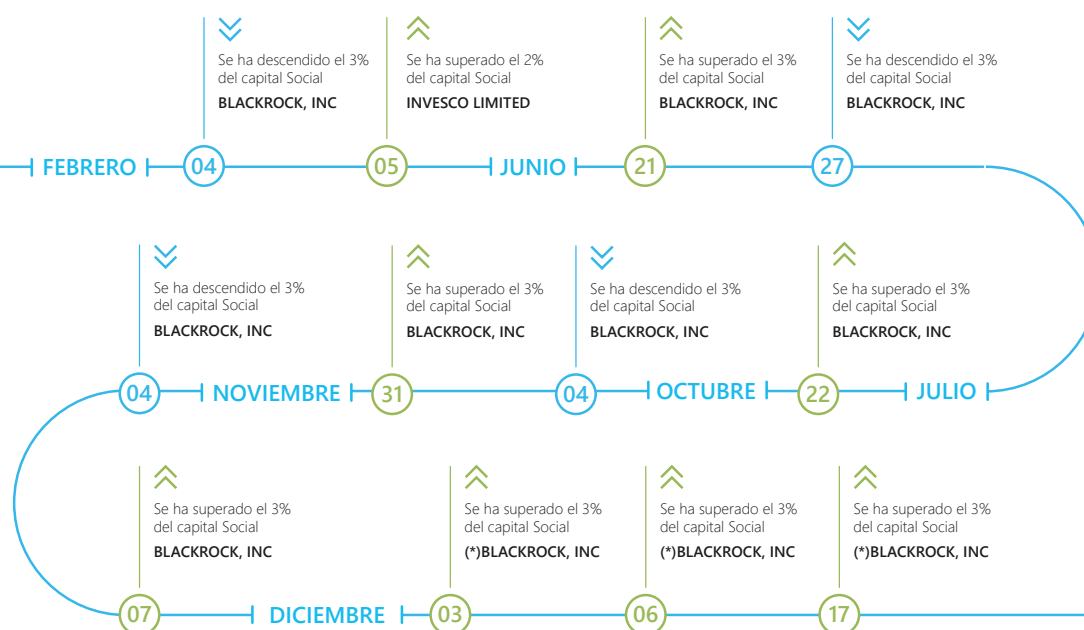 Se ha descendido el 3%
del capital Social
BLACKROCK, INC
Se ha superado el 2%
del capital Social
INVESCO LIMITED
Se ha superado el 3%
del capital Social
BLACKROCK, INC
Se ha descendido el 3%
del capital Social
BLACKROCK, INC
FEBRERO
04
05
JUNIO
21
27
Se ha descendido el 3%
del capital Social
BLACKROCK, INC
Se ha superado el 3%
del capital Social
BLACKROCK, INC
Se ha descendido el 3%
del capital Social
BLACKROCK, INC
Se ha superado el 3%
del capital Social
BLACKROCK, INC
04
NOVIEMBRE
31
04
OCTUBRE
22
JULIO
Se ha superado el 3%
del capital Social
BLACKROCK, INC
Se ha superado el 3%
del capital Social
(*)BLACKROCK, INC
Se ha superado el 3%
del capital Social
(*)BLACKROCK, INC
Se ha superado el 3%
del capital Social
(*)BLACKROCK, INC
07
DICIEMBRE
03
06
17